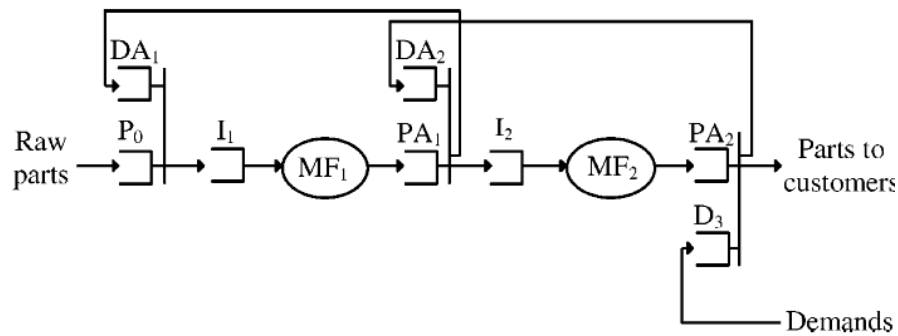 DA₁
DA₂
P₀
I₁
PA₁
I₂
PA₂
Raw
parts
MF₁
MF₂
Parts to
customers
D₃
Demands